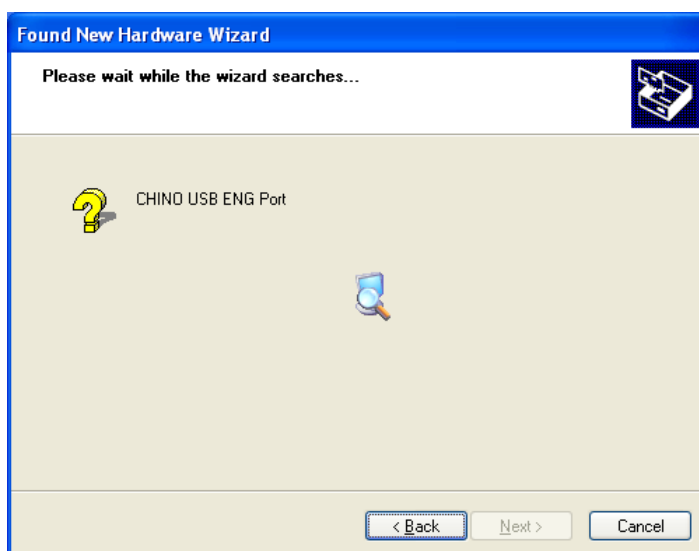 Found New Hardware Wizard
Please wait while the wizard searches...
CHINO USB ENG Port
< Back
Next >
Cancel